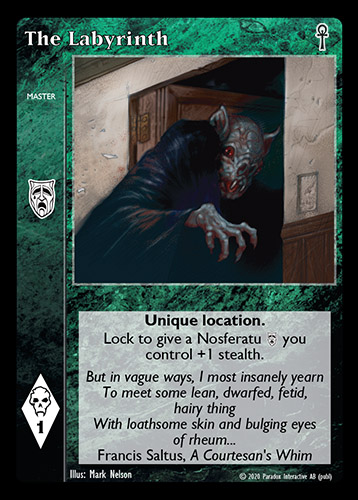 The Labyrinth
MASTER
Unique location.
Lock to give a Nosferatu you
control +1 stealth.
But in vague ways, I most insanely yearn
To meet some lean, dwarfed, fetid,
hairy thing
With loathsome skin and bulging eyes
of rheum...
Francis Saltus, A Courtesan's Whim
1
Illus: Mark Nelson
© 2020 Paradox Interactive AB (publ)